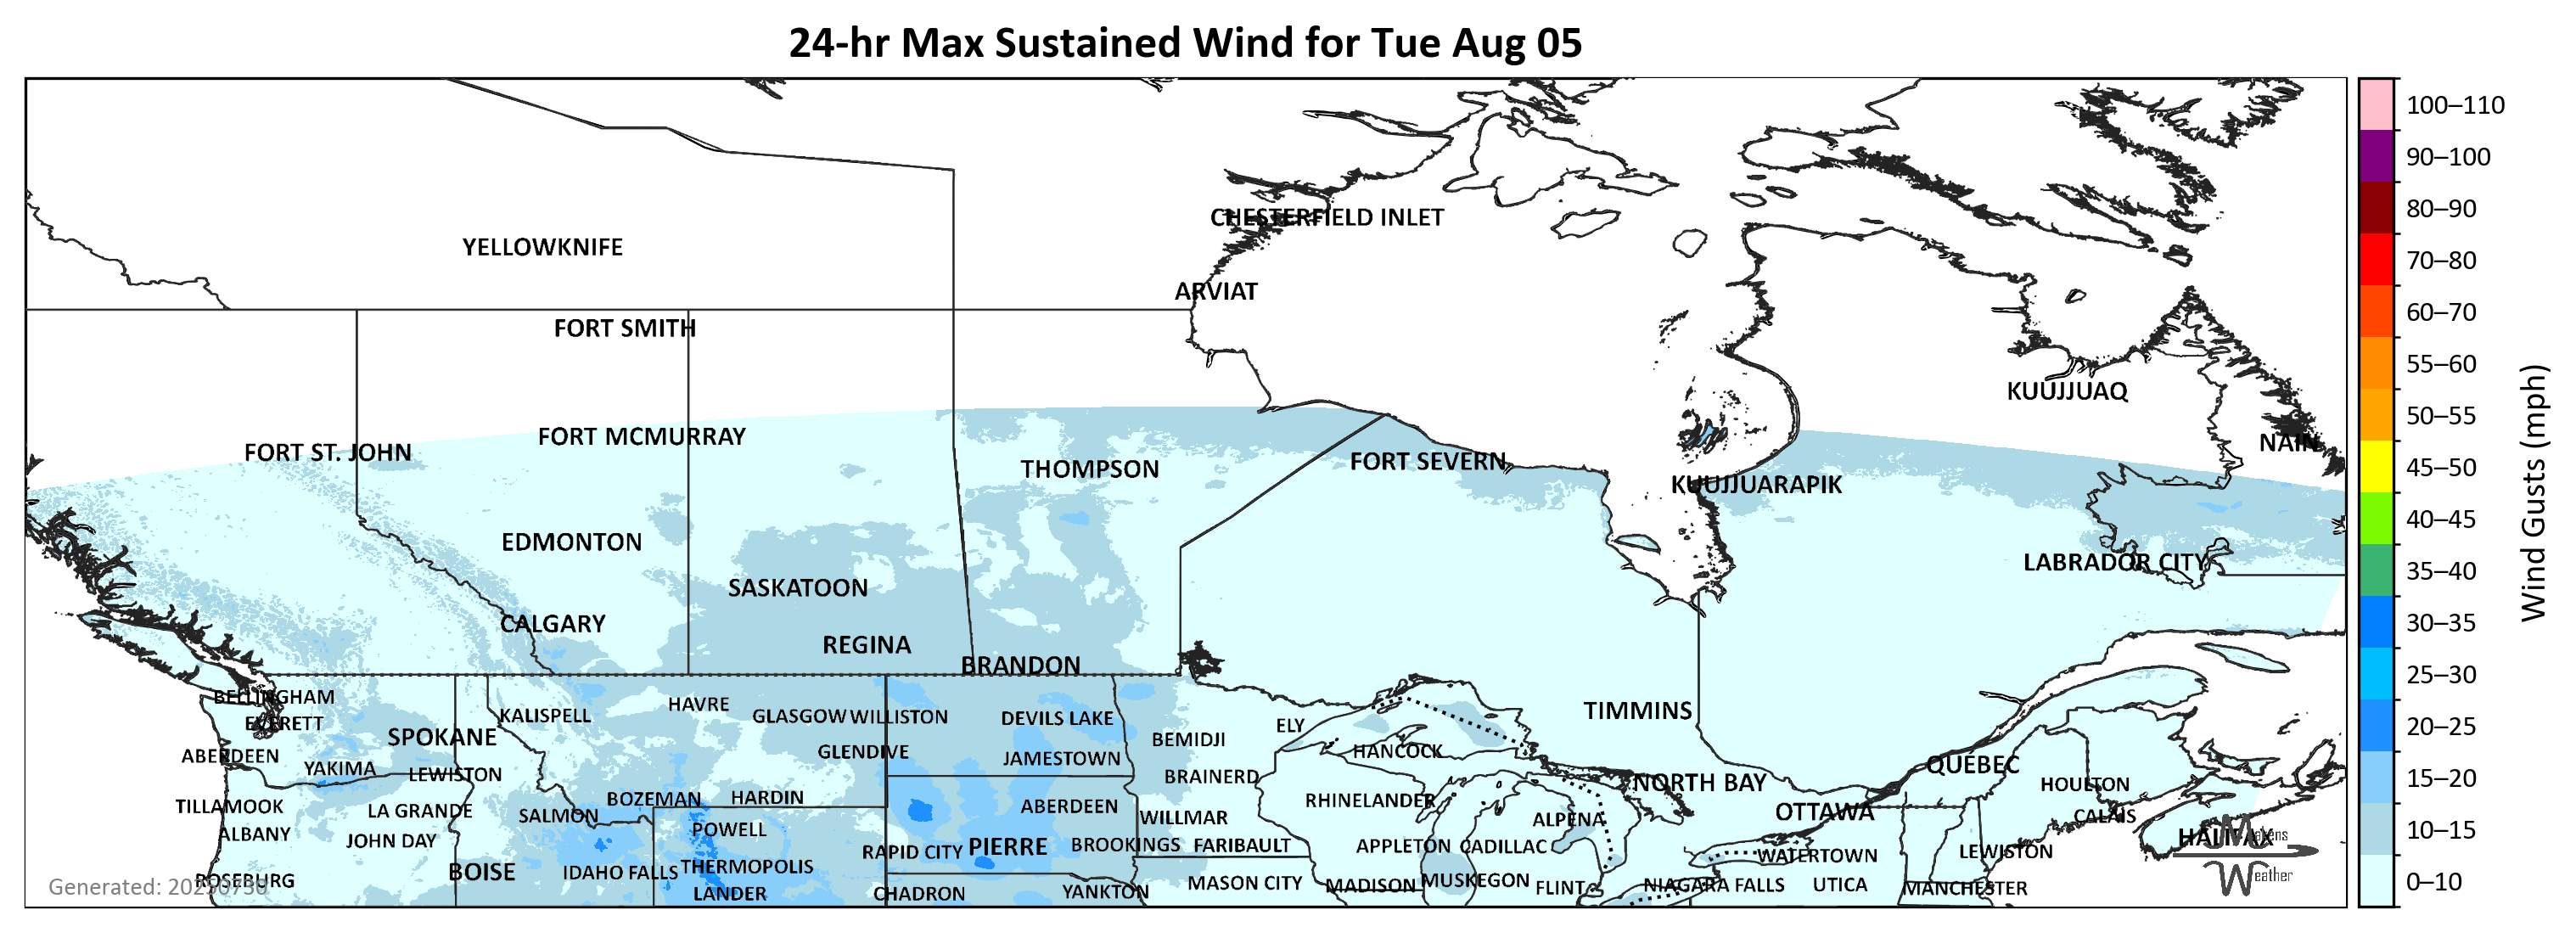 24-hr Max Sustained Wind for Tue Aug 05
100–110
90–100
80–90
70–80
60–70
55–60
50–55
45–50
40–45
35–40
30–35
25–30
20–25
15–20
10–15
0–10
Wind Gusts (mph)
CHESTERFIELD INLET
YELLOWKNIFE
ARVIAT
FORT SMITH
KUUJJUAQ
FORT MCMURRAY
NAIN
FORT ST. JOHN
FORT SEVERN
THOMPSON
KUUJJUARAPIK
EDMONTON
LABRADOR CITY
SASKATOON
CALGARY
REGINA
BRANDON
BELLINGHAM
HAVRE
TIMMINS
KALISPELL
GLASGOW
WILLISTON
DEVILS LAKE
EVERETT
ELY
SPOKANE
BEMIDJI
GLENDIVE
HANCOCK
ABERDEEN
JAMESTOWN
QUÉBEC
YAKIMA
LEWISTON
BRAINERD
NORTH BAY
HOULTON
BOZEMAN
HARDIN
RHINELANDER
TILLAMOOK
LA GRANDE
ABERDEEN
OTTAWA
SALMON
WILLMAR
ALPENA
CALAIS
POWELL
ALBANY
HALIFAX
JOHN DAY
PIERRE
BROOKINGS
FARIBAULT
APPLETON
CADILLAC
RAPID CITY
WATERTOWN
LEWISTON
BOISE
IDAHO FALLS
THERMOPOLIS
ROSEBURG
MASON CITY
MADISON
MUSKEGON
FLINT
NIAGARA FALLS
UTICA
MANCHESTER
LANDER
CHADRON
YANKTON
Generated: 20250730
Makens
Weather